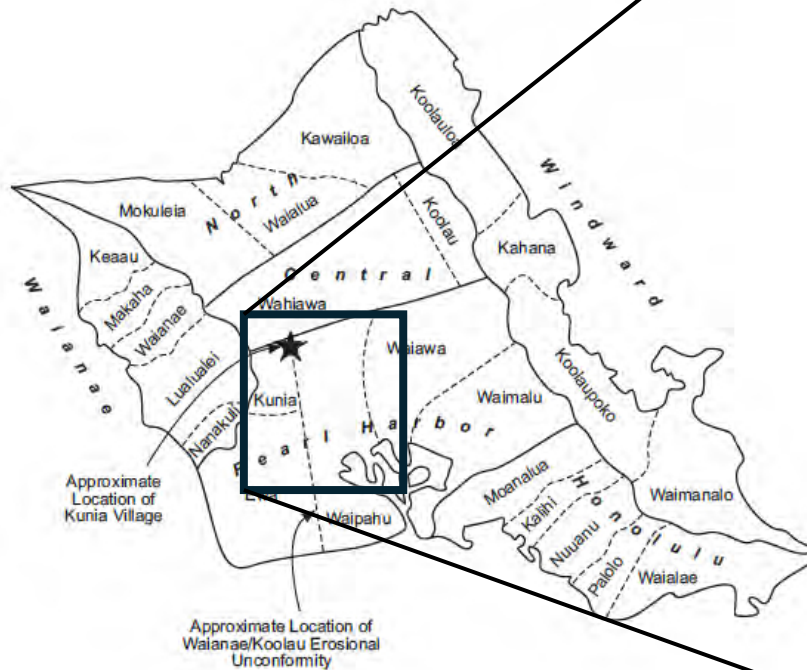 Koolauloa
Kawailoa
Windward
North
Mokuleia
Waialua
Koolau
Kahana
Keaau
Central
Waianae
Makaha
Wahiawa
Waianae
Waiawa
Koolaupoko
Lualualei
Kunia
Waimalu
Nanakuli
Pearl Harbor
Approximate
Location of
Kunia Village
Moanalua
Honolulu
Waimanalo
Kalihi
Waipahu
Nuuanu
Palolo
Waialae
Approximate Location of
Waianae/Koolau Erosional
Unconformity